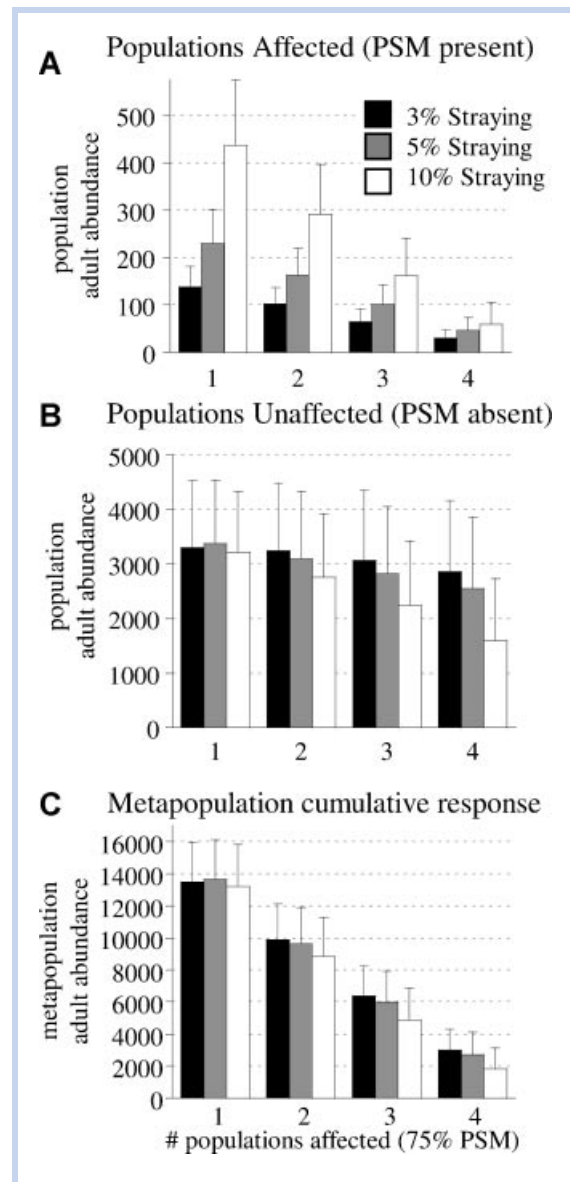 A Populations Affected (PSM present)
500
400
300
200
100
0
population
adult abundance
3% Straying
5% Straying
10% Straying
1 2 3 4
B Populations Unaffected (PSM absent)
5000
4000
3000
2000
1000
0
population
adult abundance
1 2 3 4
C Metapopulation cumulative response
16000
14000
12000
10000
8000
6000
4000
2000
0
metapopulation
adult abundance
1 2 3 4
# populations affected (75% PSM)